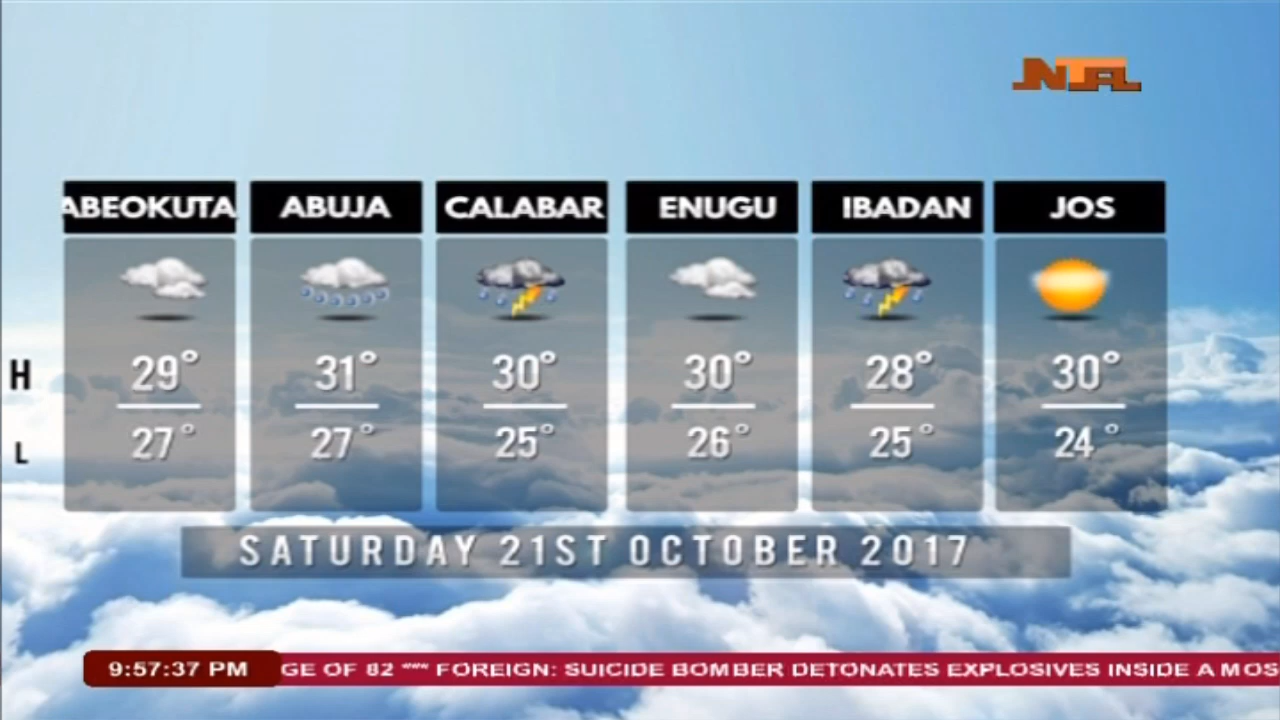 ABEOKUTA ABUJA CALABAR ENUGU IBADAN JOS
H 29° 31° 30° 30° 28° 30°
L 27° 27° 25° 26° 25° 24°
SATURDAY 21ST OCTOBER 2017
9:57:37 PM GE OF 82 *** FOREIGN: SUICIDE BOMBER DETONATES EXPLOSIVES INSIDE A MOS